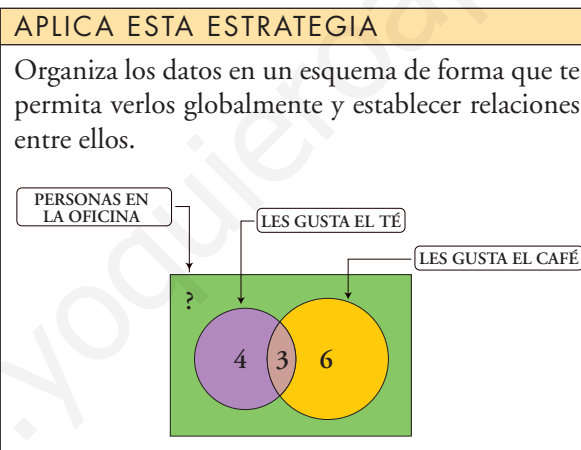 APLICA ESTA ESTRATEGIA
Organiza los datos en un esquema de forma que te
permita verlos globalmente y establecer relaciones
entre ellos.
PERSONAS EN
LA OFICINA
LES GUSTA EL TÉ
LES GUSTA EL CAFÉ
?
4 3 6